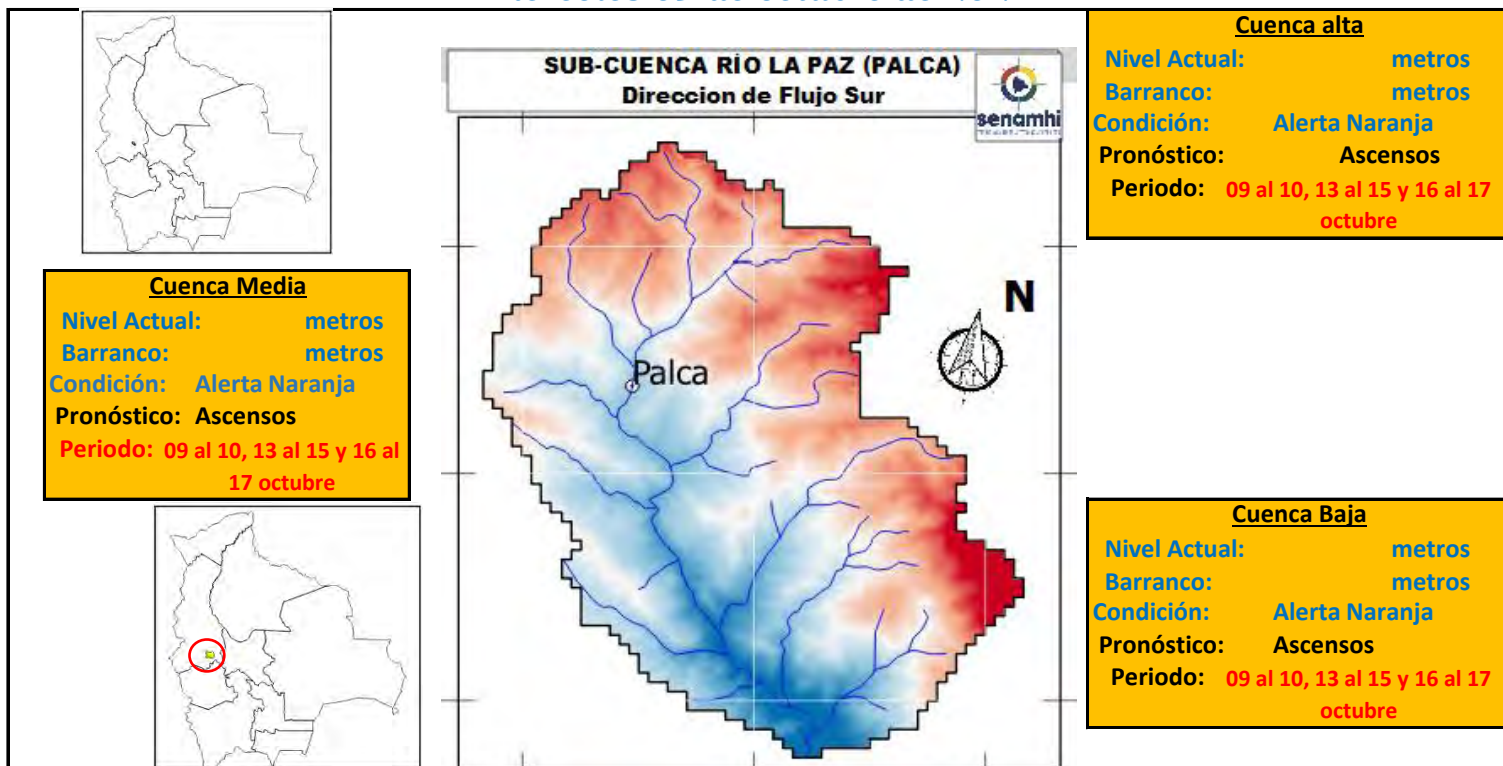 SUB-CUENCA RÍO LA PAZ (PALCA)
Direccion de Flujo Sur
senamhi
Cuenca alta
Nivel Actual: metros
Barranco: metros
Condición: Alerta Naranja
Pronóstico: Ascensos
Periodo: 09 al 10, 13 al 15 y 16 al 17
octubre
Cuenca Media
Nivel Actual: metros
Barranco: metros
Condición: Alerta Naranja
Pronóstico: Ascensos
Periodo: 09 al 10, 13 al 15 y 16 al
17 octubre
N
Palca
Cuenca Baja
Nivel Actual: metros
Barranco: metros
Condición: Alerta Naranja
Pronóstico: Ascensos
Periodo: 09 al 10, 13 al 15 y 16 al 17
octubre